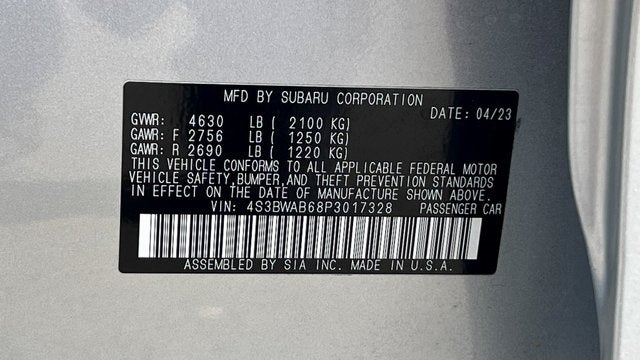 MFD BY SUBARU CORPORATION
DATE: 04/23
GVWR: 4630 LB( 2100 KG)
GAWR: F 2756 LB( 1250 KG)
GAWR: R 2690 LB( 1220 KG)
THIS VEHICLE CONFORMS TO ALL APPLICABLE FEDERAL MOTOR
VEHICLE SAFETY,BUMPER,AND THEFT PREVENTION STANDARDS
IN EFFECT ON THE DATE OF MANUFACTURE SHOWN ABOVE.
VIN: 4S3BWAB68P3017328 PASSENGER CAR
ASSEMBLED BY SIA INC. MADE IN U.S.A.